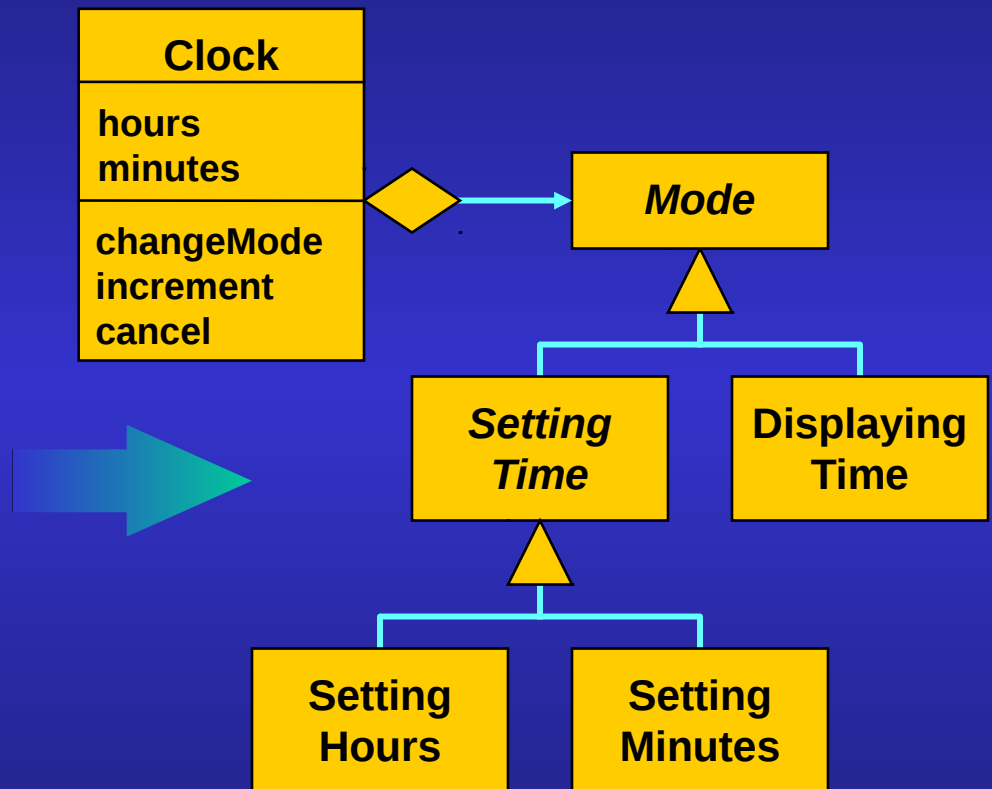 Clock
hours
minutes
changeMode
increment
cancel
Mode
Setting
Time
Displaying
Time
Setting
Hours
Setting
Minutes